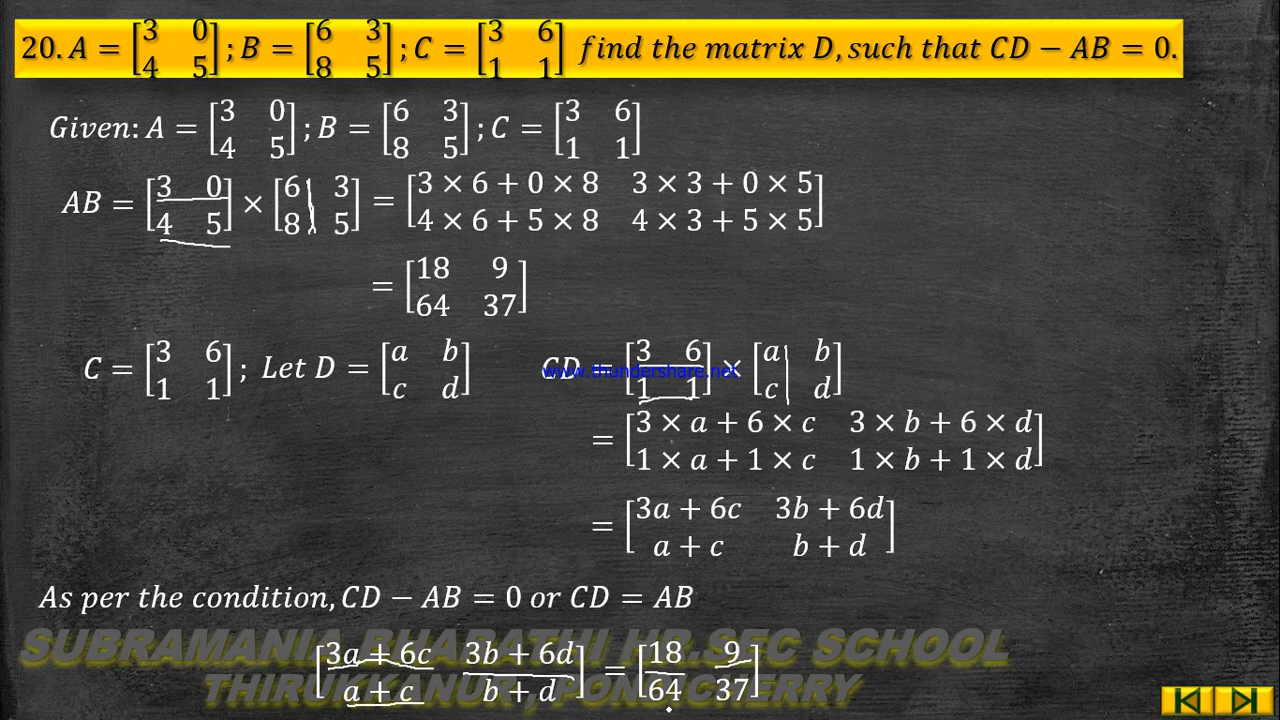 20. A = [3 0; 4 5] ; B = [6 3; 8 5] ; C = [3 6; 1 1] find the matrix D, such that CD − AB = 0.
Given: A = [3 0; 4 5] ; B = [6 3; 8 5] ; C = [3 6; 1 1]
AB = [3 0; 4 5] × [6 3; 8 5] = [3 × 6 + 0 × 8 3 × 3 + 0 × 5; 4 × 6 + 5 × 8 4 × 3 + 5 × 5]
= [18 9; 64 37]
C = [3 6; 1 1] ; Let D = [a b; c d] CD = [3 6; 1 1] × [a b; c d]
www.thundershare.net
= [3 × a + 6 × c 3 × b + 6 × d; 1 × a + 1 × c 1 × b + 1 × d]
= [3a + 6c 3b + 6d; a + c b + d]
As per the condition, CD − AB = 0 or CD = AB
SUBRAMANIA BHARATHI HR.SEC SCHOOL
THIRUKKANUR, PONDICHERRY
[3a + 6c 3b + 6d; a + c b + d] = [18 9; 64 37]